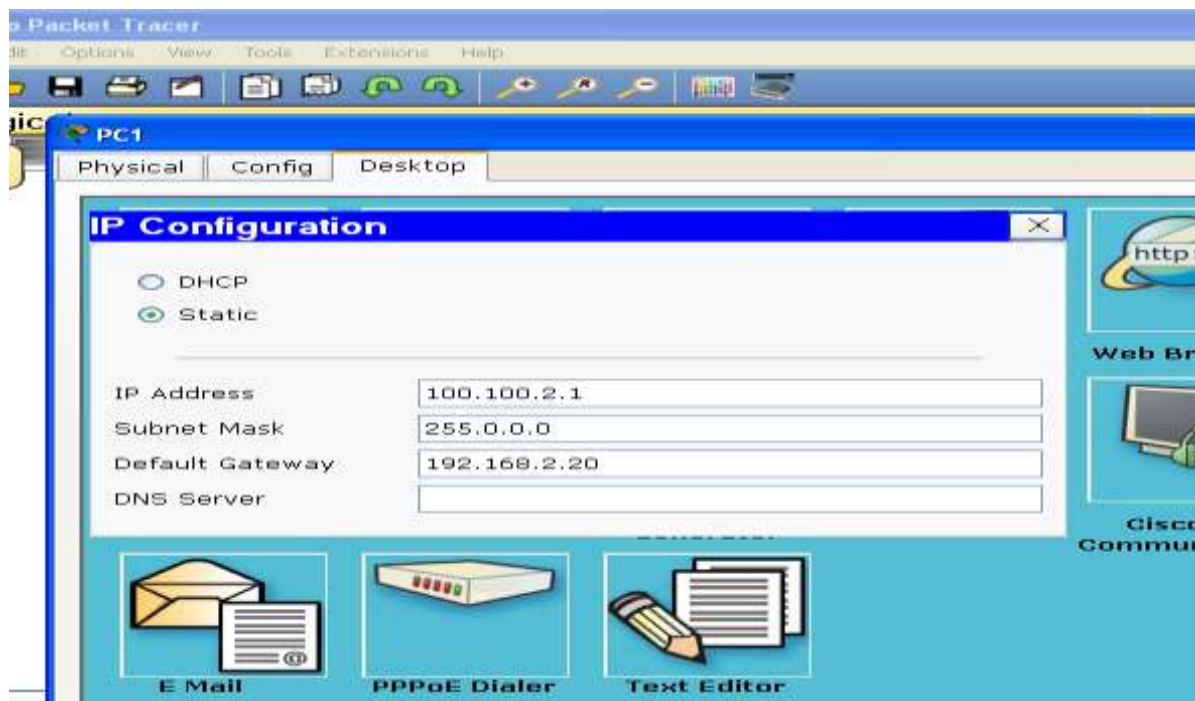 Packet Tracer
Options View Tools Extensions Help
PC1
Physical Config Desktop
IP Configuration
http:
DHCP
Static
Web Br
IP Address 100.100.2.1
Subnet Mask 255.0.0.0
Default Gateway 192.168.2.20
DNS Server
Cisco
Commun
E Mail PPPoE Dialer Text Editor